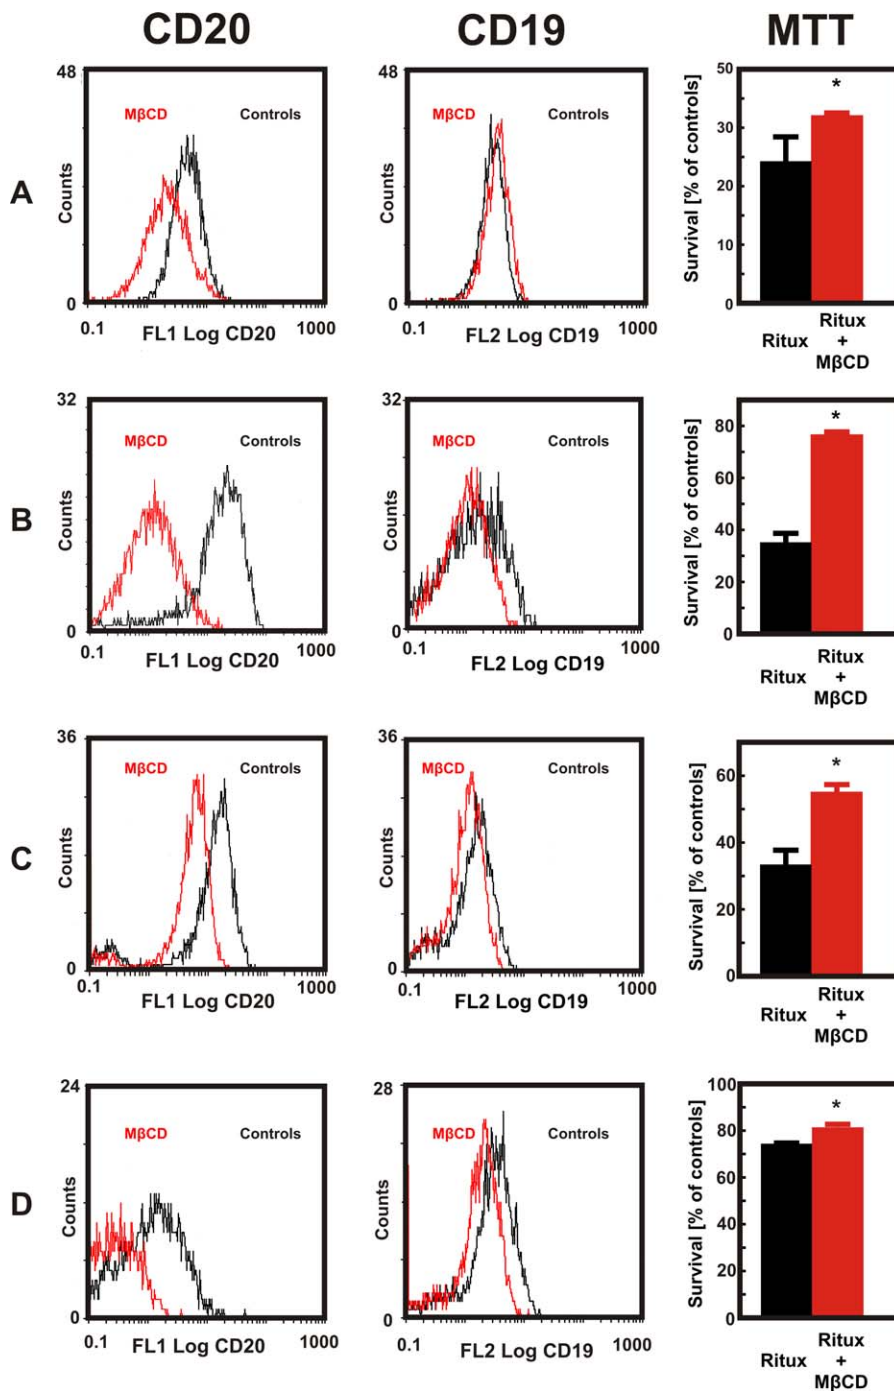 CD20 CD19 MTT
A
48
MβCD Controls
Counts
0
0.1 1000
FL1 Log CD20
48
MβCD Controls
Counts
0
0.1 1000
FL2 Log CD19
Survival [% of controls]
50
30
20
50
0
*
Ritux
Ritux
+
MβCD
B
32
MβCD Controls
Counts
0
0.1 1000
FL1 Log CD20
32
MβCD Controls
Counts
0
0.1 1000
FL2 Log CD19
Survival [% of controls]
80
60
40
30
0
*
Ritux
Ritux
+
MβCD
C
36
MβCD Controls
Counts
0
0.1 1000
FL1 Log CD20
36
MβCD Controls
Counts
0
0.1 1000
FL2 Log CD19
Survival [% of controls]
60
40
30
0
*
Ritux
Ritux
+
MβCD
D
24
MβCD Controls
Counts
0
0.1 1000
FL1 Log CD20
28
MβCD Controls
Counts
0
0.1 1000
FL2 Log CD19
Survival [% of controls]
100
80
60
40
30
0
*
Ritux
Ritux
+
MβCD